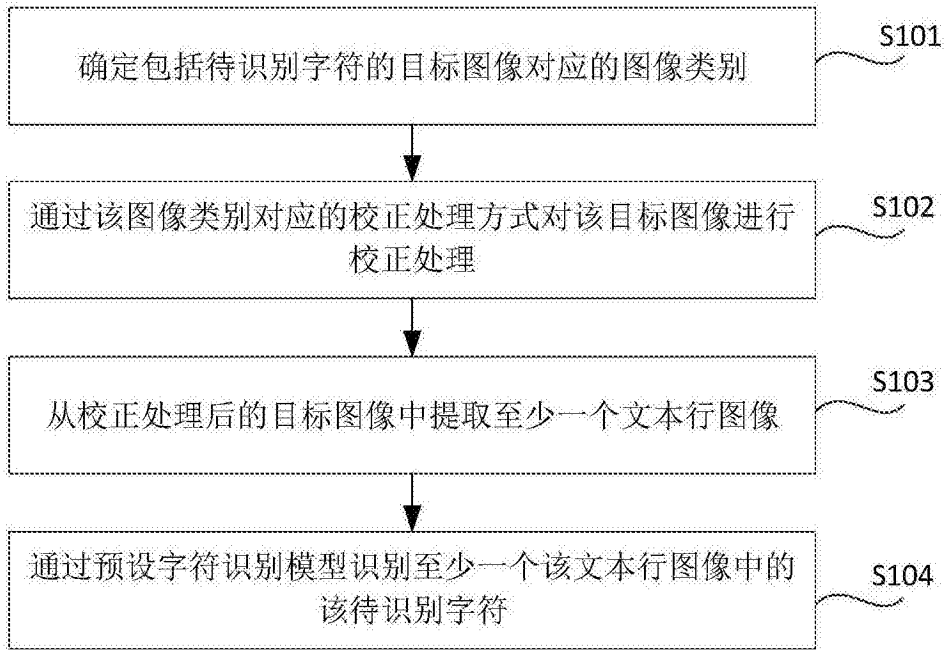 确定包括待识别字符的目标图像对应的图像类别
S101
通过该图像类别对应的校正处理方式对该目标图像进行
校正处理
S102
从校正处理后的目标图像中提取至少一个文本行图像
S103
通过预设字符识别模型识别至少一个该文本行图像中的
该待识别字符
S104